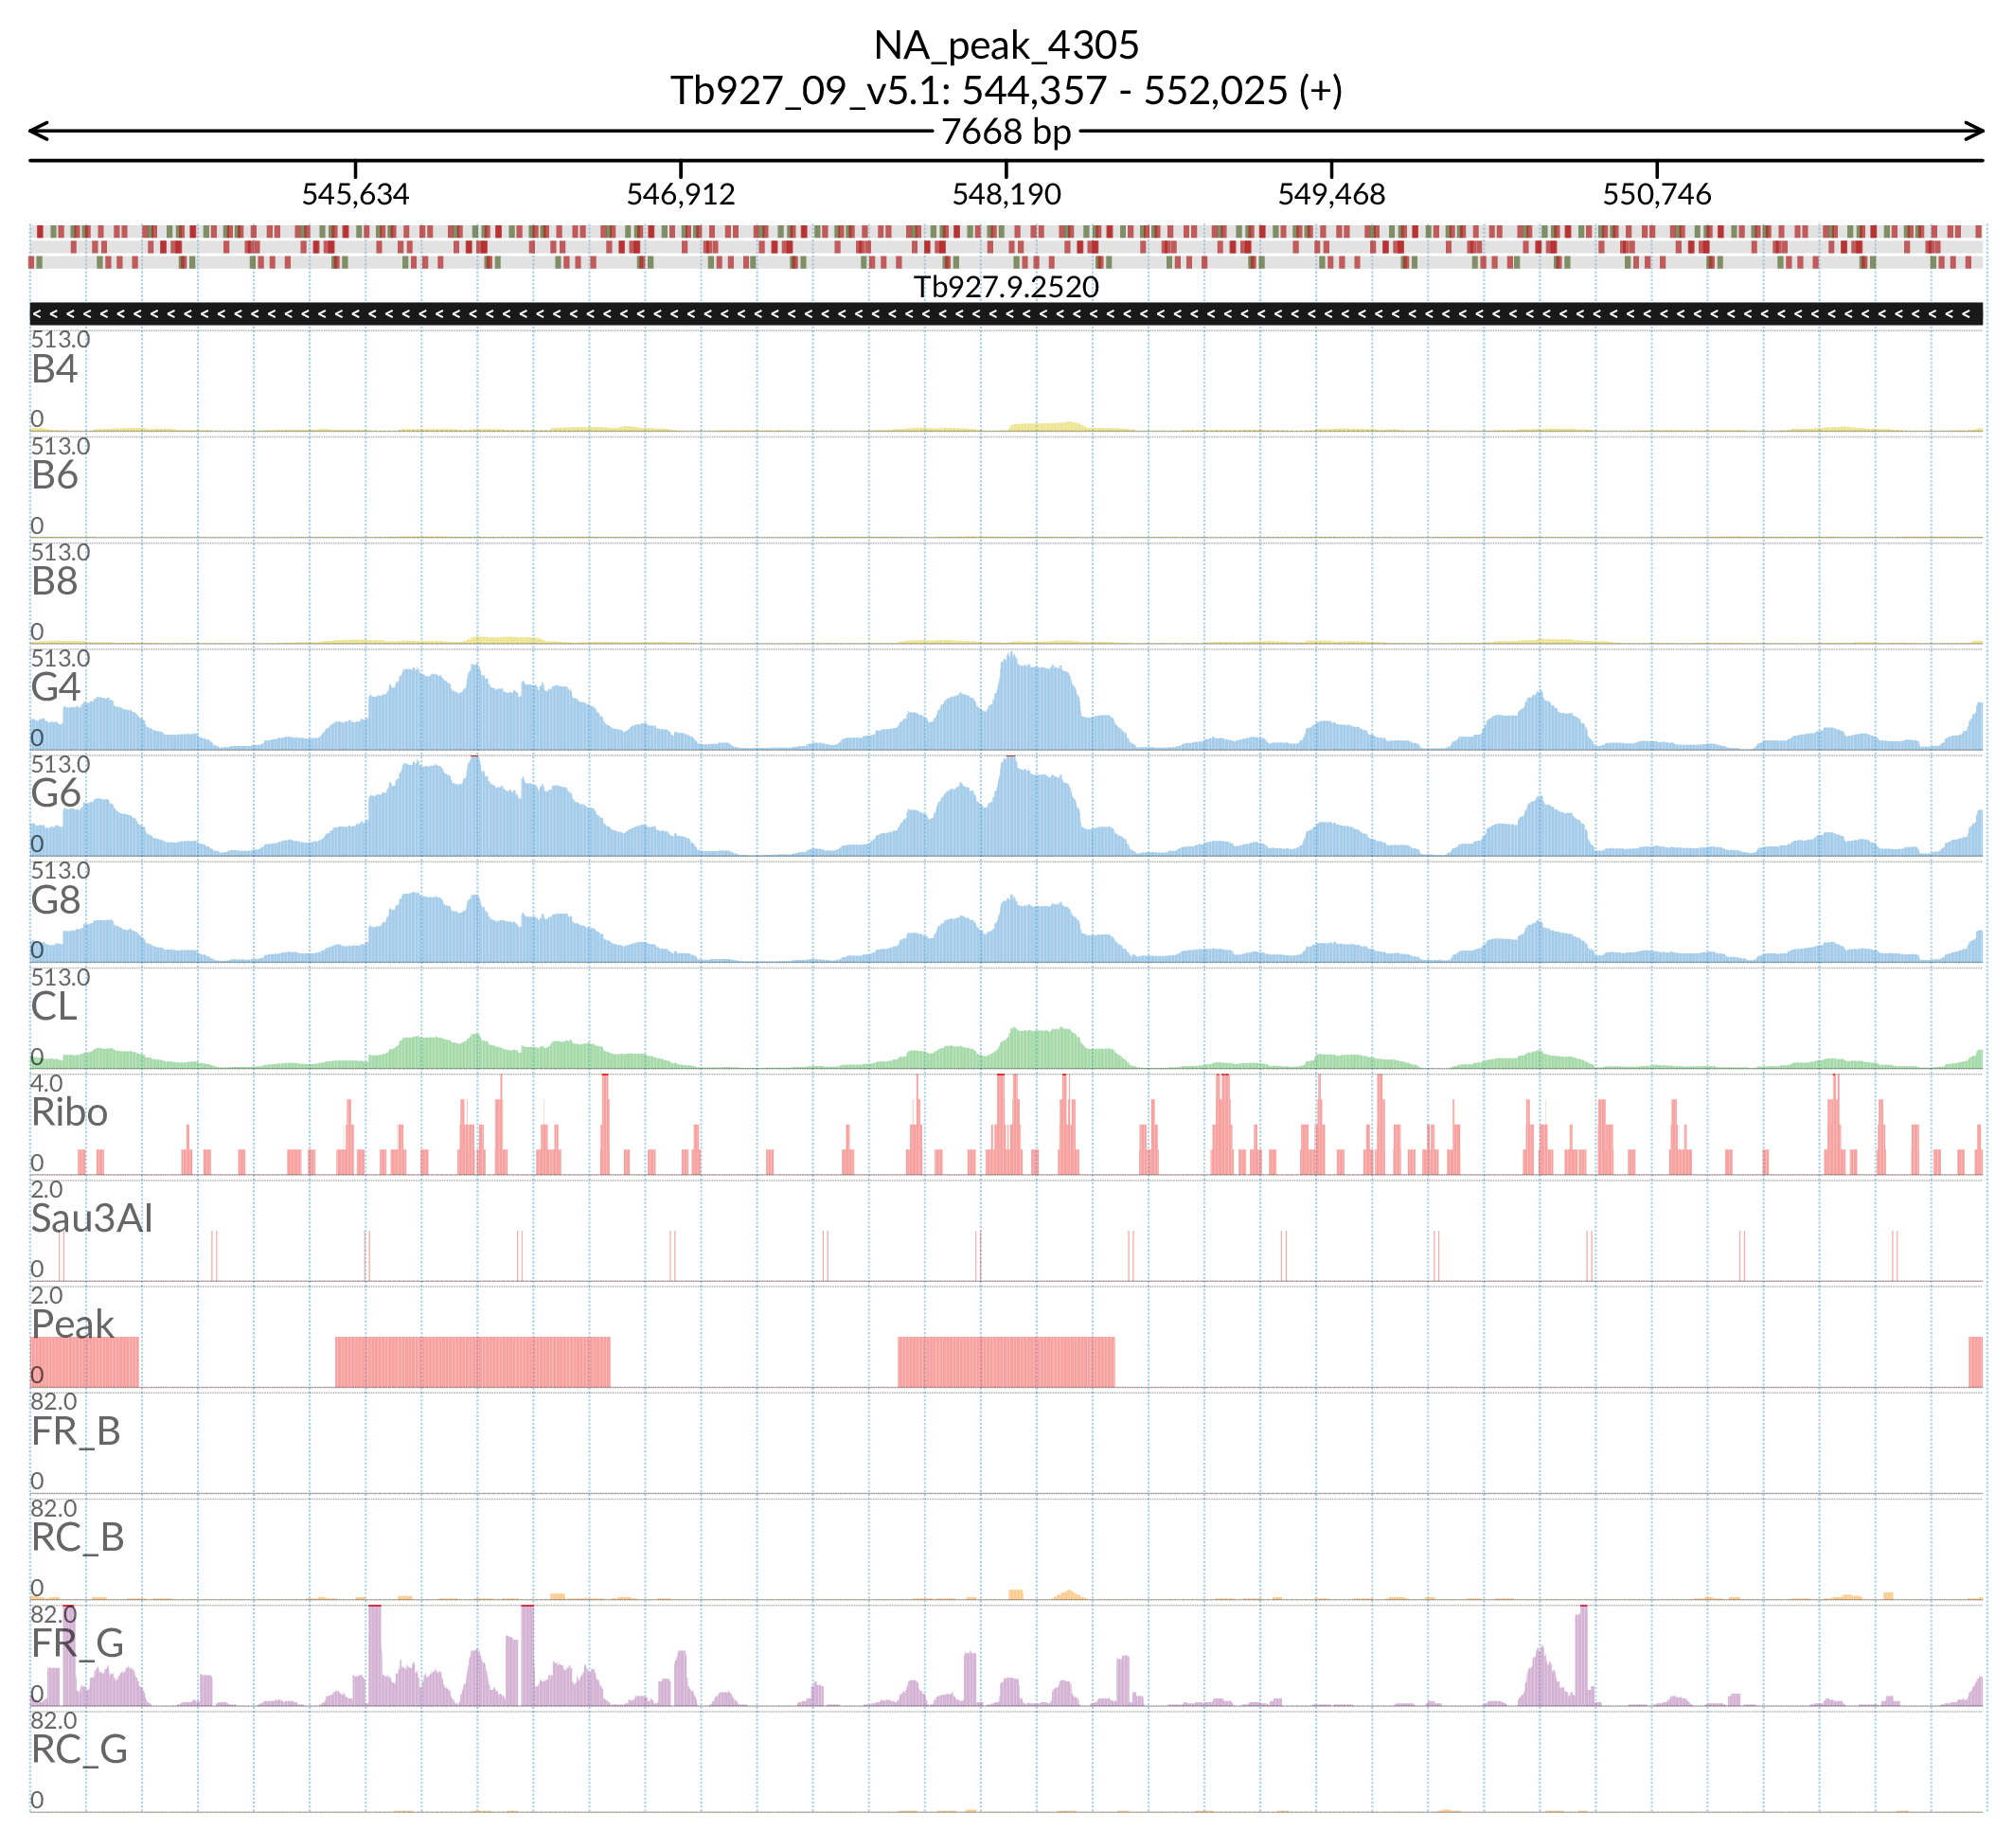 NA_peak_4305
Tb927_09_v5.1: 544,357 - 552,025 (+)
7668 bp
545,634 546,912 548,190 549,468 550,746
Tb927.9.2520
513.0
B4
0
513.0
B6
0
513.0
B8
0
513.0
G4
0
513.0
G6
0
513.0
G8
0
513.0
CL
0
4.0
Ribo
0
2.0
Sau3AI
0
2.0
Peak
0
82.0
FR_B
0
82.0
RC_B
0
82.0
FR_G
0
82.0
RC_G
0